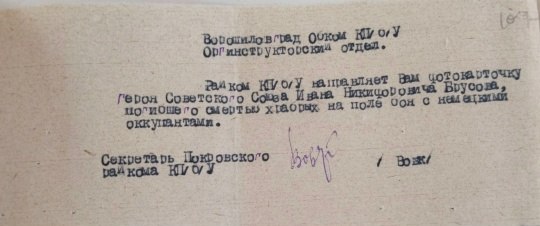 Ворошиловград Обком КП/б/У
Оргинструкторский отдел.
Райком КП/б/У направляет Вам фотокарточку
героя Советского Союза Ивана Никифоровича Брусова,
погибшего смертью храбрых на поле боя с немецкими
оккупантами.
Секретарь Покровского
райкома КП/б/У / Вовк/